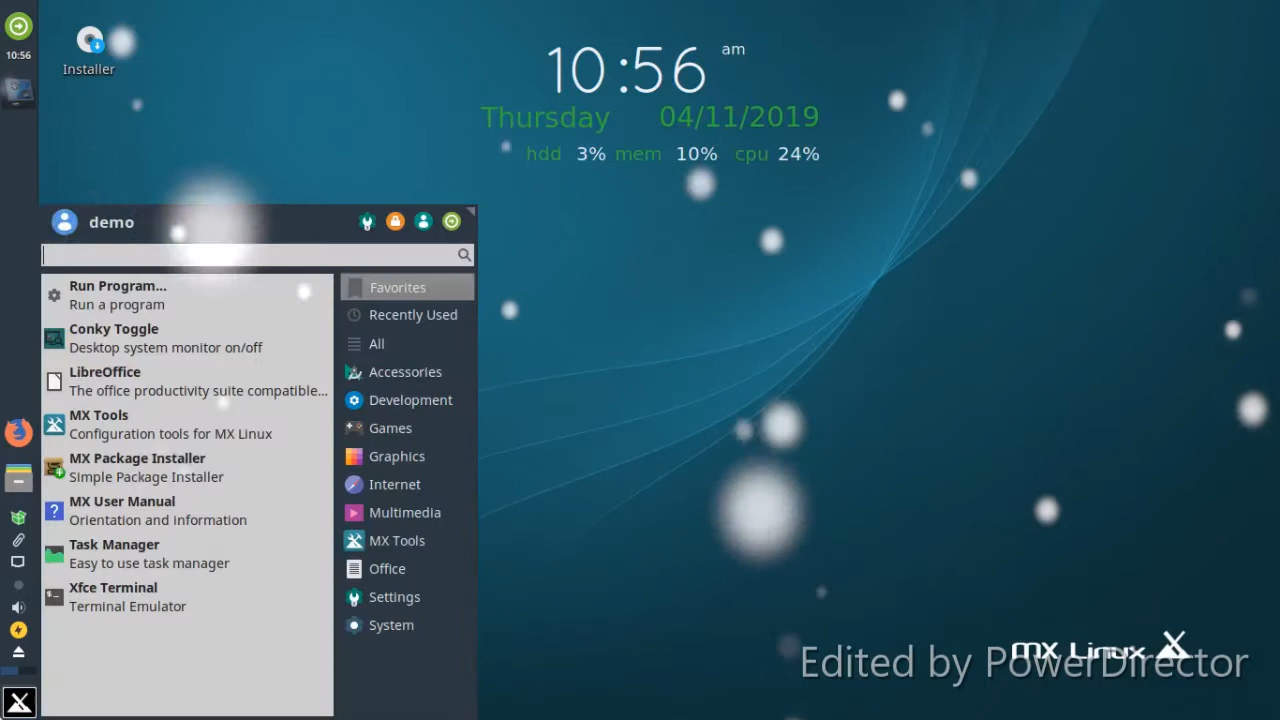 10:56
Installer
10:56 am
Thursday 04/11/2019
hdd 3% mem 10% cpu 24%
demo
Run Program...
Run a program
Conky Toggle
Desktop system monitor on/off
LibreOffice
The office productivity suite compatible...
MX Tools
Configuration tools for MX Linux
MX Package Installer
Simple Package Installer
MX User Manual
Orientation and information
Task Manager
Easy to use task manager
Xfce Terminal
Terminal Emulator
Favorites
Recently Used
All
Accessories
Development
Games
Graphics
Internet
Multimedia
MX Tools
Office
Settings
System
MX Linux
Edited by PowerDirector